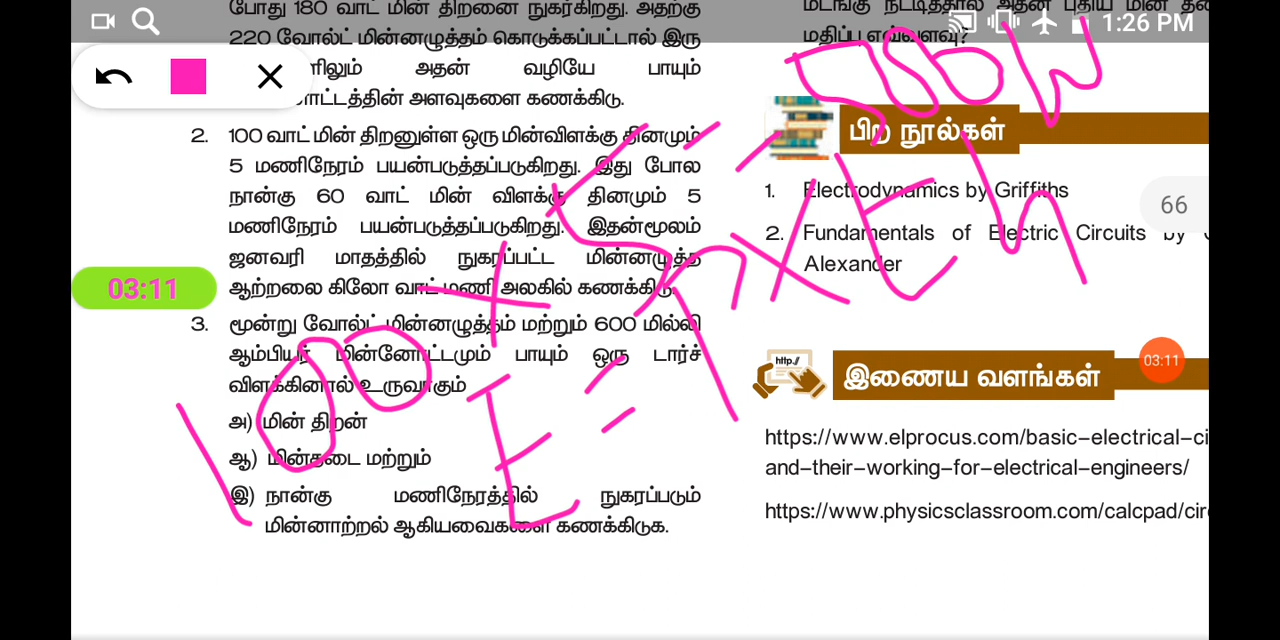 1:26 PM
போது 180 வாட் மின் திறனை நுகர்கிறது. அதற்கு
220 வோல்ட் மின்னழுத்தம் கொடுக்கப்பட்டால் இரு
அதன் வழியே பாயும்
அளவுகளை கணக்கிடு.
2. 100 வாட் மின் திறனுள்ள ஒரு மின்விளக்கு தினமும்
5 மணிநேரம் பயன்படுத்தப்படுகிறது. இது போல
நான்கு 60 வாட் மின் விளக்கு தினமும் 5
மணிநேரம் பயன்படுத்தப்படுகிறது. இதன்மூலம்
ஜனவரி மாதத்தில் நுகரப்பட்ட மின்னழுத்த
ஆற்றலை கிலோ வாட் மணி அலகில் கணக்கிடு.
03:11
3. மூன்று வோல்ட் மின்னழுத்தம் மற்றும் 600 மில்லி
ஆம்பியர் மின்னோட்டமும் பாயும் ஒரு டார்ச்
விளக்கினால் உருவாகும்
அ) மின் திறன்
ஆ) மின்தடை மற்றும்
இ) நான்கு மணிநேரத்தில் நுகரப்படும்
மின்னாற்றல் ஆகியவைகளை கணக்கிடுக.
மதிப்பு எவ்வளவு?
பிற நூல்கள்
1. Electrodynamics by Griffiths
66
2. Fundamentals of Electric Circuits by
Alexander
03:11
http://
இணைய வளங்கள்
https://www.elprocus.com/basic-electrical-ci
and-their-working-for-electrical-engineers/
https://www.physicsclassroom.com/calcpad/cir
100
E =